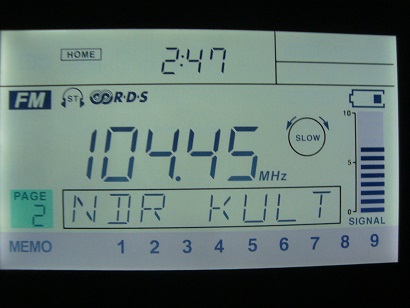 HOME 2:47
FM ST R·D·S
SLOW
104.45 MHz
10
5
0
PAGE
2
NDR KULT
SIGNAL
MEMO 1 2 3 4 5 6 7 8 9